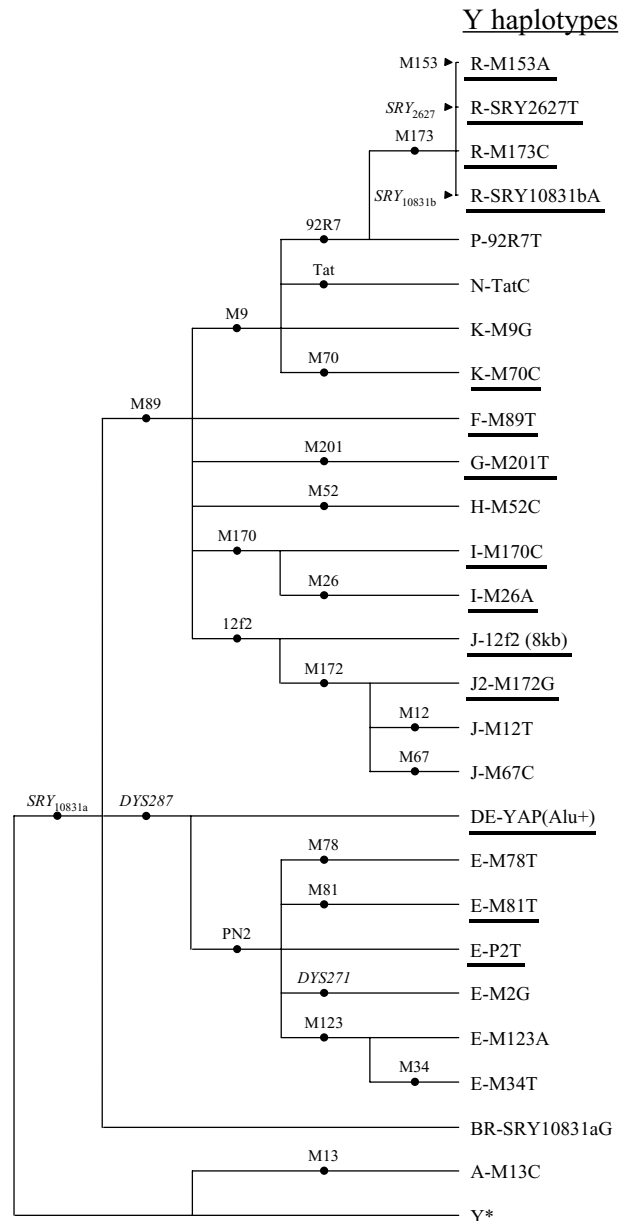 Y haplotypes
M153 R-M153A
SRY2627 R-SRY2627T
M173 R-M173C
SRY10831b R-SRY10831bA
92R7 P-92R7T
Tat N-TatC
M9 K-M9G
M70 K-M70C
M89 F-M89T
M201 G-M201T
M52 H-M52C
M170 I-M170C
M26 I-M26A
12f2 J-12f2 (8kb)
M172 J2-M172G
M12 J-M12T
M67 J-M67C
SRY10831a DYS287 DE-YAP(Alu+)
M78 E-M78T
M81 E-M81T
PN2 E-P2T
DYS271 E-M2G
M123 E-M123A
M34 E-M34T
BR-SRY10831aG
M13 A-M13C
Y*